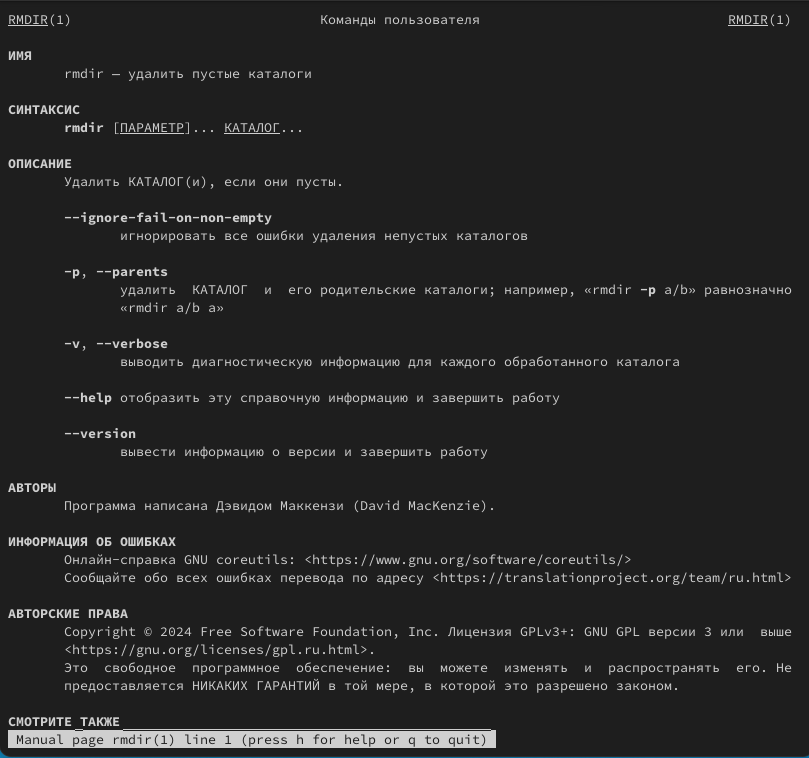 RMDIR(1) Команды пользователя RMDIR(1)
ИМЯ
rmdir — удалить пустые каталоги
СИНТАКСИС
rmdir [ПАРАМЕТР]... КАТАЛОГ...
ОПИСАНИЕ
Удалить КАТАЛОГ(и), если они пусты.
--ignore-fail-on-non-empty
игнорировать все ошибки удаления непустых каталогов
-p, --parents
удалить КАТАЛОГ и его родительские каталоги; например, «rmdir -p a/b» равнозначно
«rmdir a/b a»
-v, --verbose
выводить диагностическую информацию для каждого обработанного каталога
--help отобразить эту справочную информацию и завершить работу
--version
вывести информацию о версии и завершить работу
АВТОРЫ
Программа написана Дэвидом Маккензи (David MacKenzie).
ИНФОРМАЦИЯ ОБ ОШИБКАХ
Онлайн-справка GNU coreutils: <https://www.gnu.org/software/coreutils/>
Сообщайте обо всех ошибках перевода по адресу <https://translationproject.org/team/ru.html>
АВТОРСКИЕ ПРАВА
Copyright © 2024 Free Software Foundation, Inc. Лицензия GPLv3+: GNU GPL версии 3 или выше
<https://gnu.org/licenses/gpl.ru.html>.
Это свободное программное обеспечение: вы можете изменять и распространять его. Не
предоставляется НИКАКИХ ГАРАНТИЙ в той мере, в которой это разрешено законом.
СМОТРИТЕ ТАКЖЕ
Manual page rmdir(1) line 1 (press h for help or q to quit)